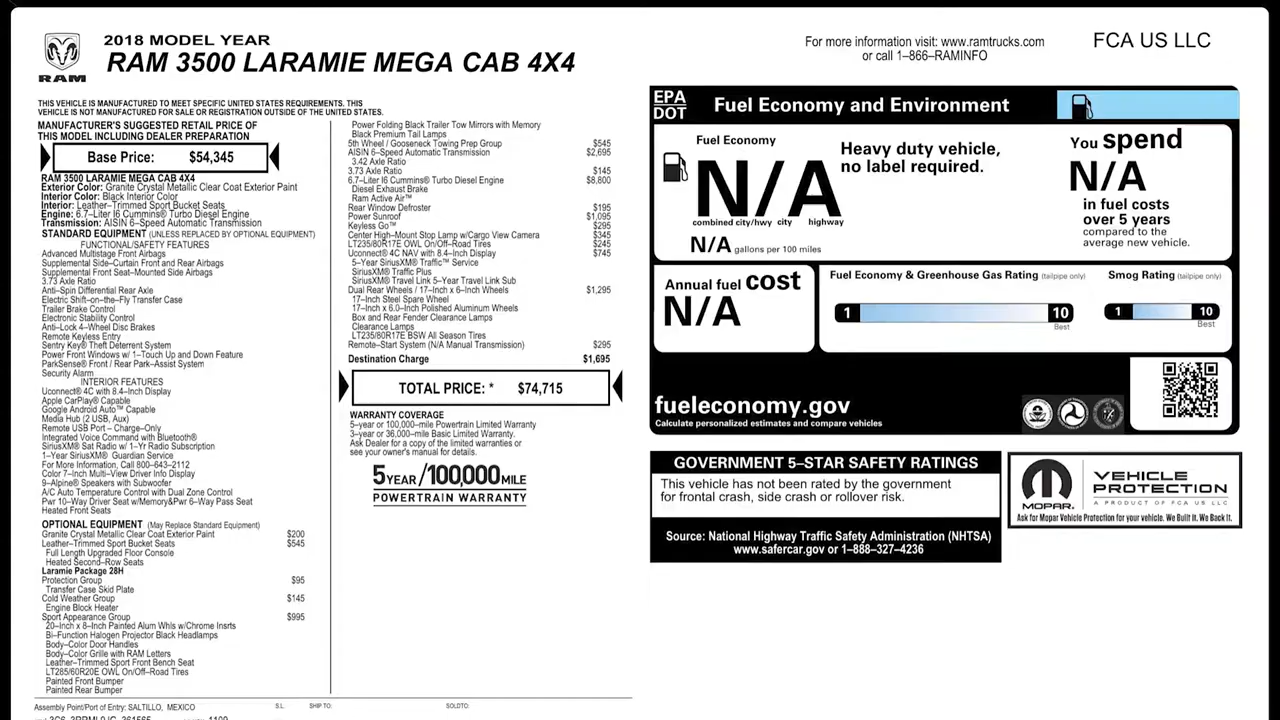 2018 MODEL YEAR
RAM 3500 LARAMIE MEGA CAB 4X4
RAM
For more information visit: www.ramtrucks.com
or call 1–866–RAMINFO
FCA US LLC
THIS VEHICLE IS MANUFACTURED TO MEET SPECIFIC UNITED STATES REQUIREMENTS. THIS
VEHICLE IS NOT MANUFACTURED FOR SALE OR REGISTRATION OUTSIDE OF THE UNITED STATES.
MANUFACTURER'S SUGGESTED RETAIL PRICE OF
THIS MODEL INCLUDING DEALER PREPARATION
Base Price: $54,345
RAM 3500 LARAMIE MEGA CAB 4X4
Exterior Color: Granite Crystal Metallic Clear Coat Exterior Paint
Interior Color: Black Interior Color
Interior: Leather–Trimmed Sport Bucket Seats
Engine: 6.7–Liter I6 Cummins® Turbo Diesel Engine
Transmission: AISIN 6–Speed Automatic Transmission
STANDARD EQUIPMENT (UNLESS REPLACED BY OPTIONAL EQUIPMENT)
FUNCTIONAL/SAFETY FEATURES
Advanced Multistage Front Airbags
Supplemental Side–Curtain Front and Rear Airbags
Supplemental Front Seat–Mounted Side Airbags
3.73 Axle Ratio
Anti–Spin Differential Rear Axle
Electric Shift–on–the–Fly Transfer Case
Trailer Brake Control
Electronic Stability Control
Anti–Lock 4–Wheel Disc Brakes
Remote Keyless Entry
Sentry Key® Theft Deterrent System
Power Front Windows w/ 1–Touch Up and Down Feature
ParkSense® Front / Rear Park–Assist System
Security Alarm
INTERIOR FEATURES
Uconnect® 4C with 8.4–Inch Display
Apple CarPlay® Capable
Google Android Auto™ Capable
Media Hub (2 USB, Aux)
Remote USB Port – Charge–Only
Integrated Voice Command with Bluetooth®
SiriusXM® Sat Radio w/ 1–Yr Radio Subscription
1–Year SiriusXM® Guardian Service
For More Information, Call 800–643–2112
Color 7–Inch Multi–View Driver Info Display
9–Alpine® Speakers with Subwoofer
A/C Auto Temperature Control with Dual Zone Control
Pwr 10–Way Driver Seat w/Memory&Pwr 6–Way Pass Seat
Heated Front Seats
OPTIONAL EQUIPMENT (May Replace Standard Equipment)
Granite Crystal Metallic Clear Coat Exterior Paint $200
Leather–Trimmed Sport Bucket Seats $545
Full Length Upgraded Floor Console
Heated Second–Row Seats
Laramie Package 28H
Protection Group $95
Transfer Case Skid Plate
Cold Weather Group $145
Engine Block Heater
Sport Appearance Group $995
20–Inch x 8–Inch Painted Alum Whls w/Chrome Insrts
Bi–Function Halogen Projector Black Headlamps
Body–Color Door Handles
Body–Color Grille with RAM Letters
Leather–Trimmed Sport Front Bench Seat
LT285/60R20E OWL On/Off–Road Tires
Painted Front Bumper
Painted Rear Bumper
Power Folding Black Trailer Tow Mirrors with Memory
Black Premium Tail Lamps
5th Wheel / Gooseneck Towing Prep Group $545
AISIN 6–Speed Automatic Transmission $2,695
3.42 Axle Ratio
3.73 Axle Ratio $145
6.7–Liter I6 Cummins® Turbo Diesel Engine $8,800
Diesel Exhaust Brake
Ram Active Air™
Rear Window Defroster $195
Power Sunroof $1,095
Keyless Go™ $295
Center High–Mount Stop Lamp w/Cargo View Camera $345
LT235/80R17E OWL On/Off–Road Tires $245
Uconnect® 4C NAV with 8.4–Inch Display $745
5–Year SiriusXM® Traffic™ Service
SiriusXM® Traffic Plus
SiriusXM® Travel Link 5–Year Travel Link Sub
Dual Rear Wheels / 17–Inch x 6–Inch Wheels $1,295
17–Inch Steel Spare Wheel
17–Inch x 6.0–Inch Polished Aluminum Wheels
Box and Rear Fender Clearance Lamps
Clearance Lamps
LT235/80R17E BSW All Season Tires
Remote–Start System (N/A Manual Transmission) $295
Destination Charge $1,695
TOTAL PRICE: * $74,715
WARRANTY COVERAGE
5–year or 100,000–mile Powertrain Limited Warranty
3–year or 36,000–mile Basic Limited Warranty.
Ask Dealer for a copy of the limited warranties or
see your owner's manual for details.
5YEAR/100,000MILE
POWERTRAIN WARRANTY
EPA
DOT
Fuel Economy and Environment
Fuel Economy
N/A
combined city/hwy city highway
N/A gallons per 100 miles
Heavy duty vehicle,
no label required.
You spend
N/A
in fuel costs
over 5 years
compared to the
average new vehicle.
Annual fuel cost
N/A
Fuel Economy & Greenhouse Gas Rating (tailpipe only)
1 10
Best
Smog Rating (tailpipe only)
1 10
Best
fueleconomy.gov
Calculate personalized estimates and compare vehicles
GOVERNMENT 5–STAR SAFETY RATINGS
This vehicle has not been rated by the government
for frontal crash, side crash or rollover risk.
Source: National Highway Traffic Safety Administration (NHTSA)
www.safercar.gov or 1–888–327–4236
MOPAR
VEHICLE
PROTECTION
A PRODUCT OF FCA US LLC
Ask for Mopar Vehicle Protection for your vehicle. We Built It. We Back It.
Assembly Point/Port of Entry: SALTILLO, MEXICO
S.L. SHIP TO: SOLDTO: